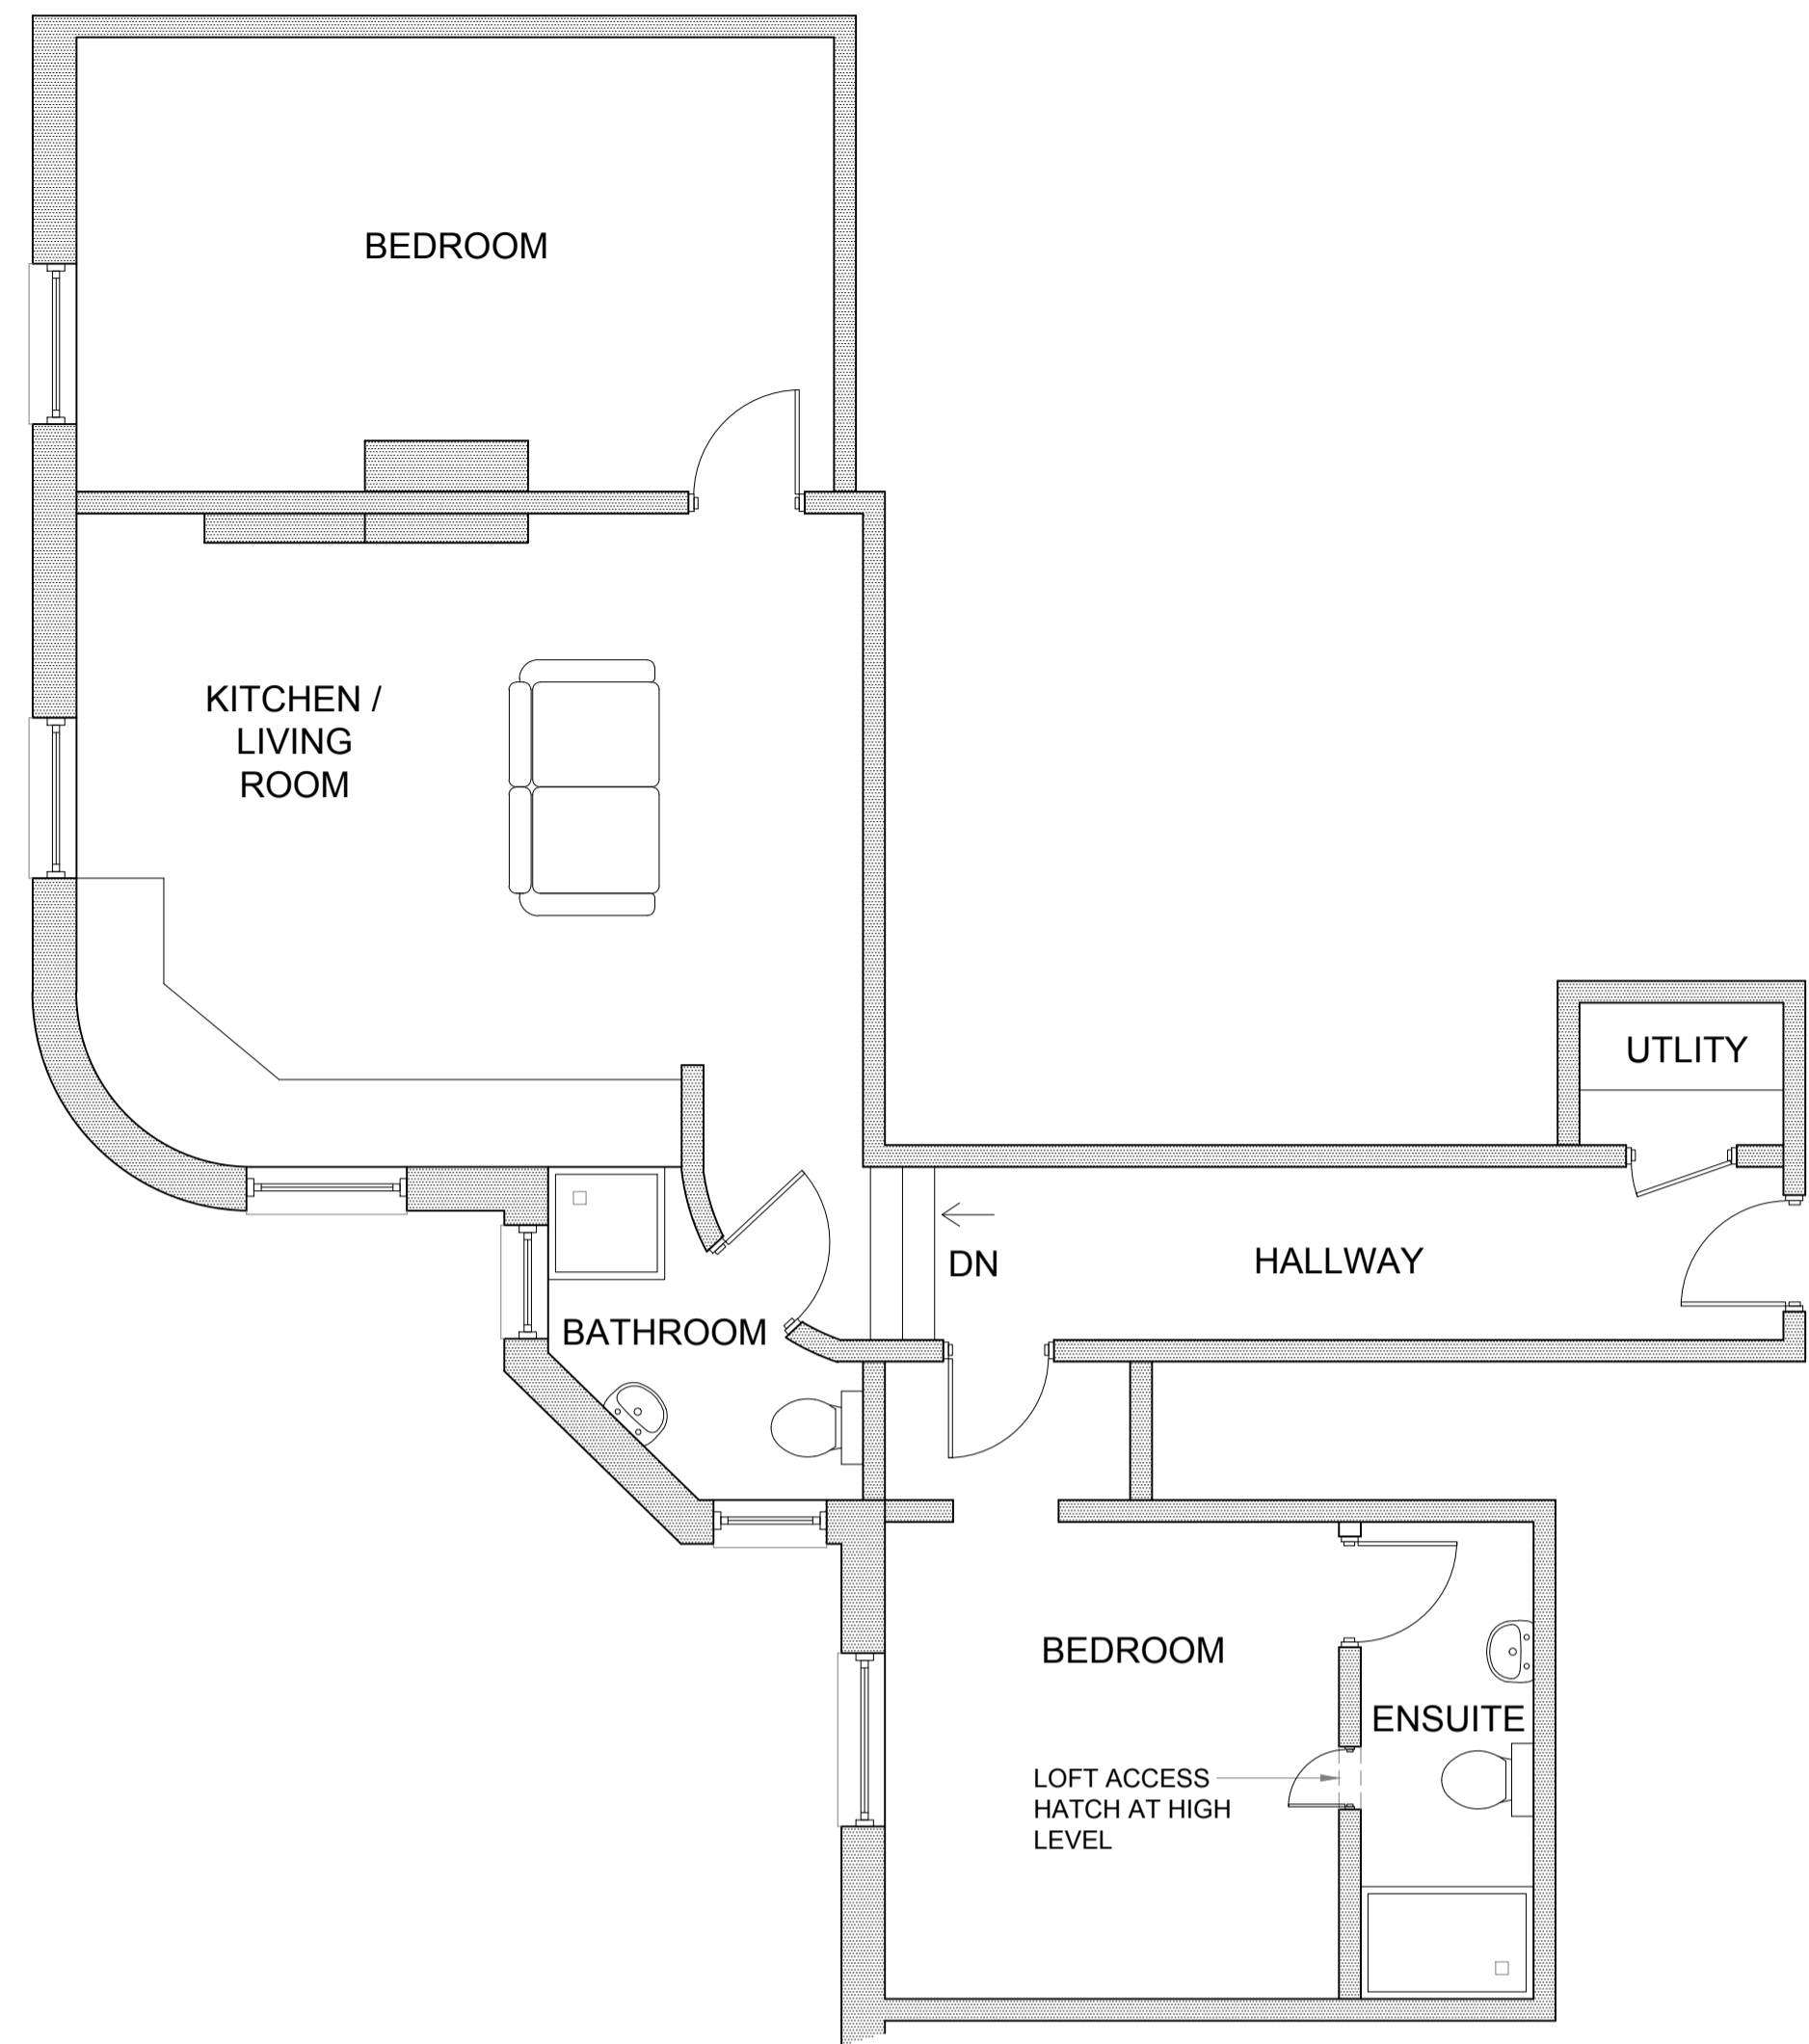 BEDROOM
KITCHEN /
LIVING
ROOM
UTLITY
HALLWAY
DN
BATHROOM
BEDROOM
ENSUITE
LOFT ACCESS
HATCH AT HIGH
LEVEL